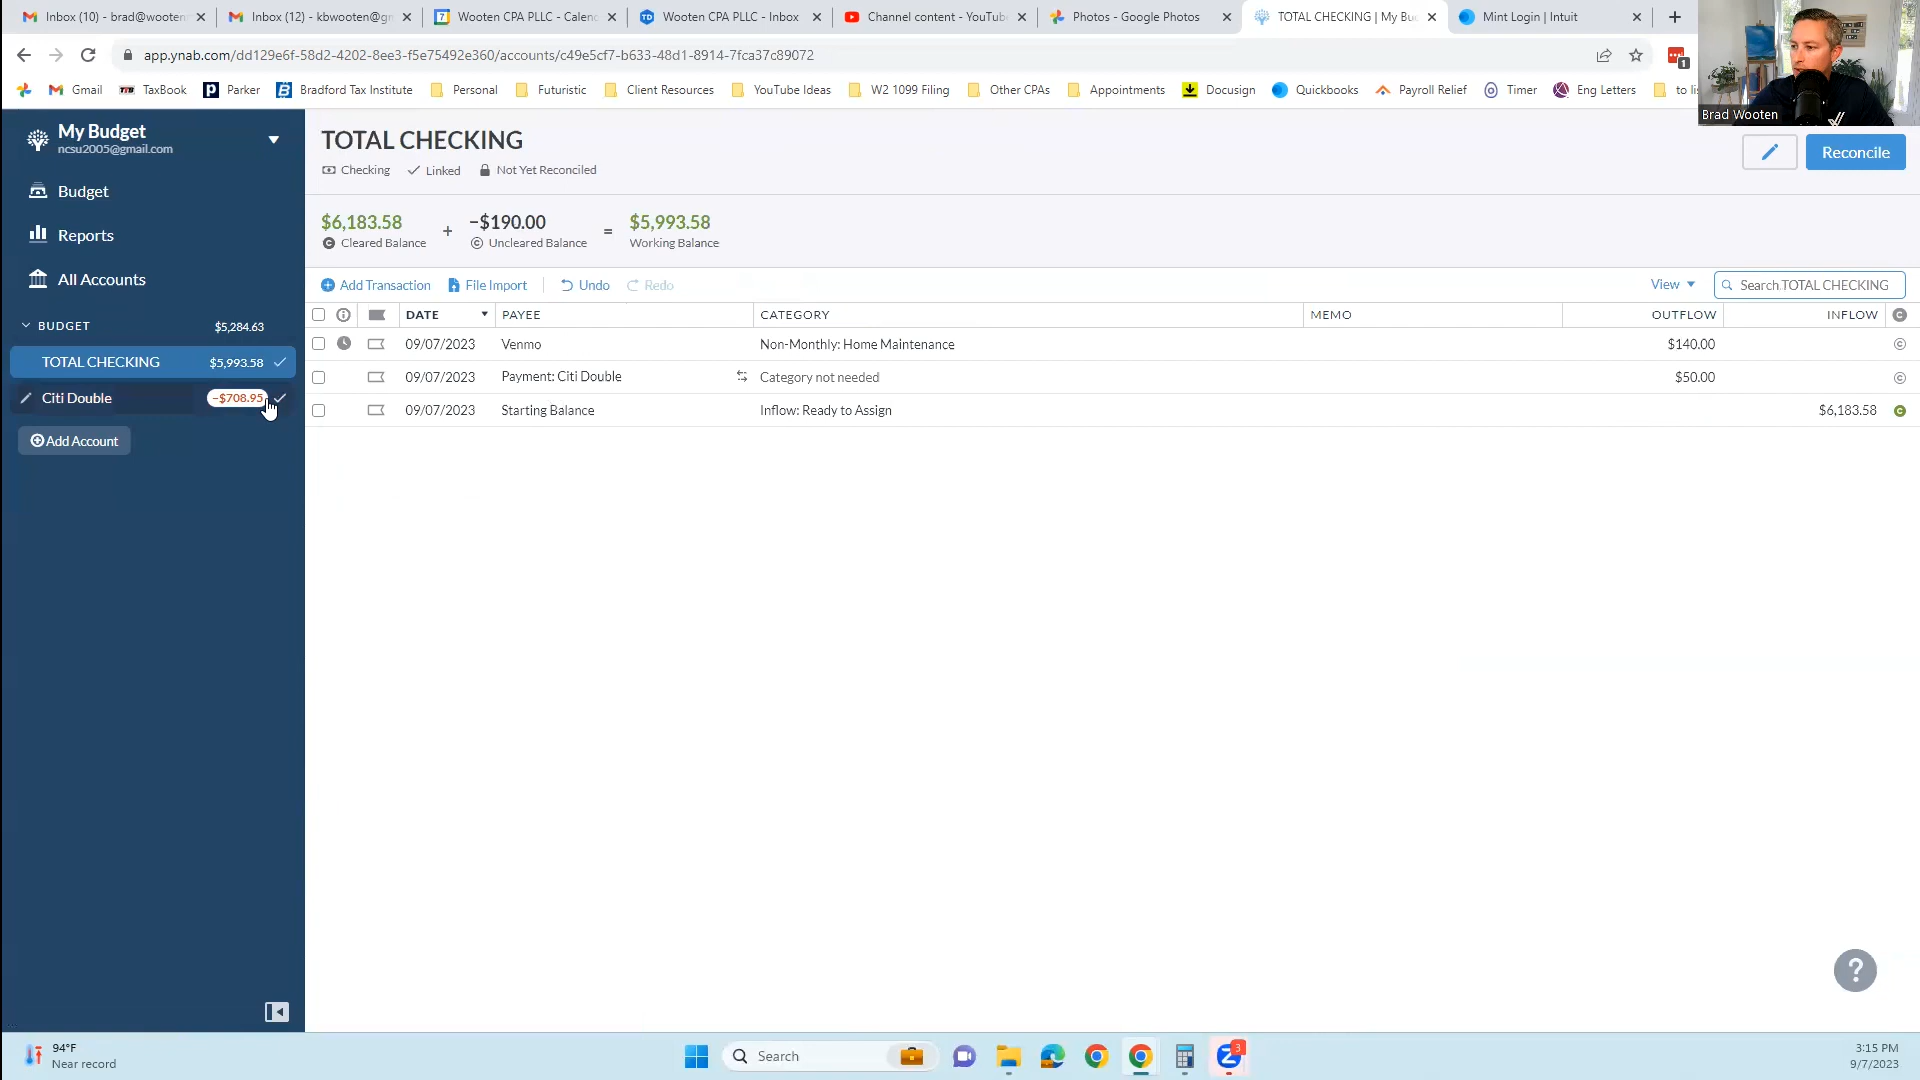 Inbox (10) - brad@wooten
Inbox (12) - kbwooten@gm
Wooten CPA PLLC - Calenc
Wooten CPA PLLC - Inbox
Channel content - YouTube
Photos - Google Photos
TOTAL CHECKING | My Bu
Mint Login | Intuit
app.ynab.com/dd129e6f-58d2-4202-8ee3-f5e75492e360/accounts/c49e5cf7-b633-48d1-8914-7fca37c89072
1
Gmail
TaxBook
Parker
Bradford Tax Institute
Personal
Futuristic
Client Resources
YouTube Ideas
W2 1099 Filing
Other CPAs
Appointments
Docusign
Quickbooks
Payroll Relief
Timer
Eng Letters
to li
Brad Wooten
My Budget
ncsu2005@gmail.com
Budget
Reports
All Accounts
BUDGET $5,284.63
TOTAL CHECKING $5,993.58
Citi Double -$708.95
Add Account
TOTAL CHECKING
Checking Linked Not Yet Reconciled
Reconcile
$6,183.58 + -$190.00 = $5,993.58
Cleared Balance Uncleared Balance Working Balance
Add Transaction File Import Undo Redo View Search TOTAL CHECKING
DATE PAYEE CATEGORY MEMO OUTFLOW INFLOW
09/07/2023 Venmo Non-Monthly: Home Maintenance $140.00
09/07/2023 Payment: Citi Double Category not needed $50.00
09/07/2023 Starting Balance Inflow: Ready to Assign $6,183.58
?
94°F
Near record
Search
3
3:15 PM
9/7/2023